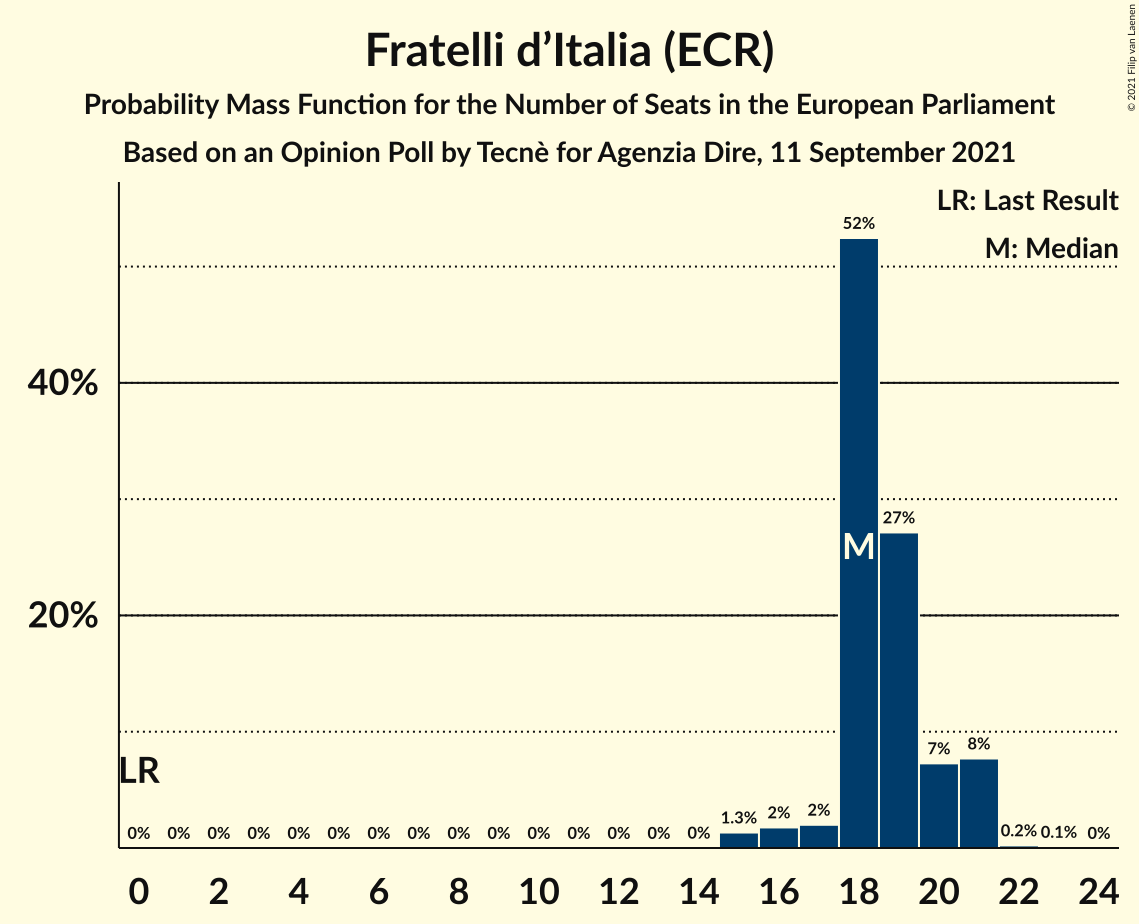 Fratelli d’Italia (ECR)
Probability Mass Function for the Number of Seats in the European Parliament
Based on an Opinion Poll by Tecnè for Agenzia Dire, 11 September 2021
© 2021 Filip van Laenen
LR: Last Result
M: Median
52%
40%
27%
M
20%
LR
0% 0% 0% 0% 0% 0% 0% 0% 0% 0% 0% 0% 0% 0% 0% 1.3% 2% 2% 7% 8% 0.2% 0.1% 0%
0 2 4 6 8 10 12 14 16 18 20 22 24